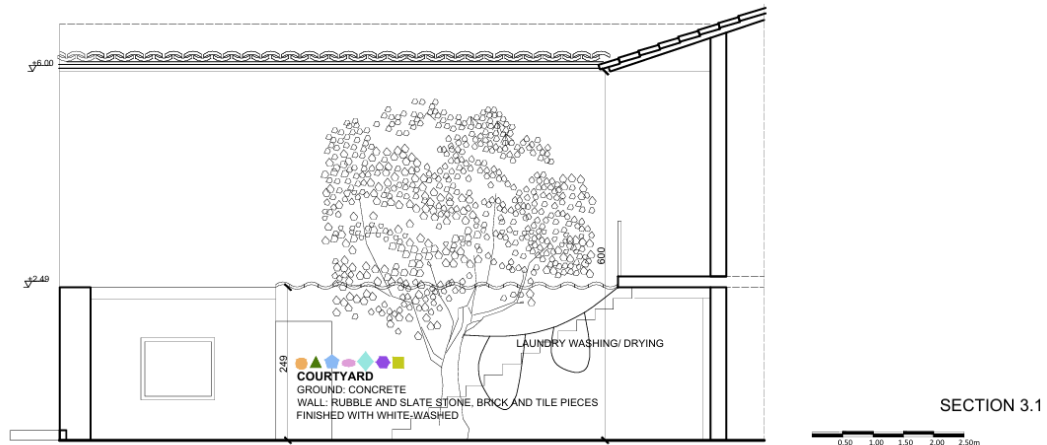 +6.00
+2.49
600
LAUNDRY WASHING/ DRYING
249
COURTYARD
GROUND: CONCRETE
WALL: RUBBLE AND SLATE STONE, BRICK AND TILE PIECES
FINISHED WITH WHITE-WASHED
SECTION 3.1
0.50 1.00 1.50 2.00 2.50m